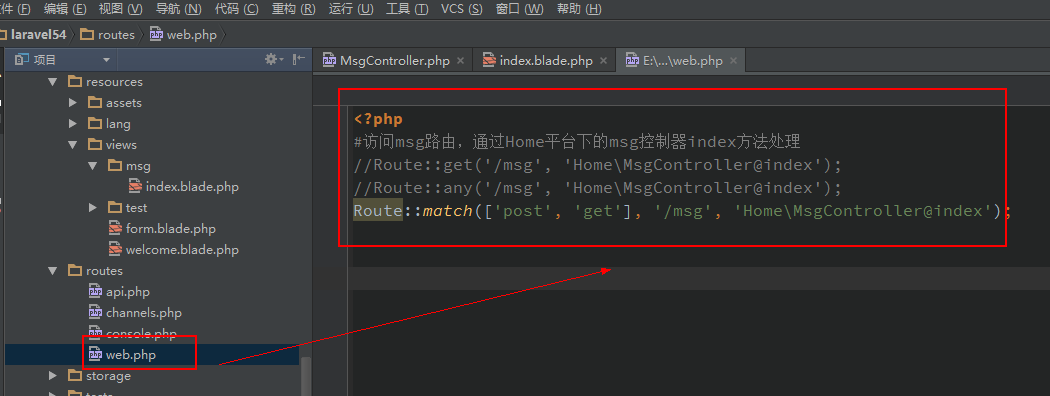 件 (F) 编辑 (E) 视图 (V) 导航 (N) 代码 (C) 重构 (R) 运行 (U) 工具 (T) VCS (S) 窗口 (W) 帮助 (H)
laravel54 routes web.php
项目
MsgController.php × index.blade.php × E:\...\web.php ×
resources
assets
lang
views
msg
index.blade.php
test
form.blade.php
welcome.blade.php
routes
api.php
channels.php
console.php
web.php
storage
tests
<?php
#访问msg路由，通过Home平台下的msg控制器index方法处理
//Route::get('/msg', 'Home\MsgController@index');
//Route::any('/msg', 'Home\MsgController@index');
Route::match(['post', 'get'], '/msg', 'Home\MsgController@index');